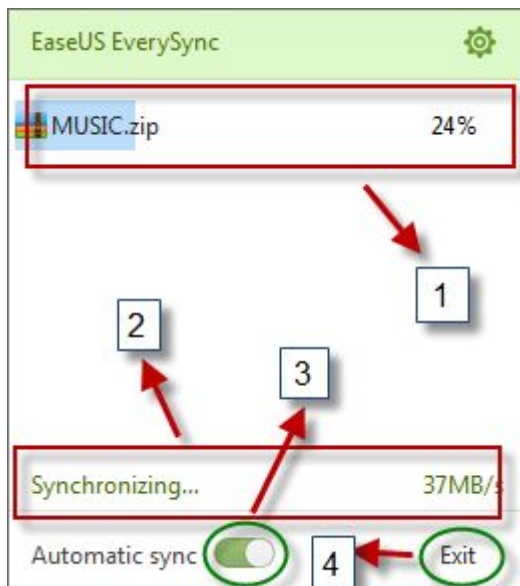 EaseUS EverySync
MUSIC.zip 24%
1
2
3
Synchronizing... 37MB/s
Automatic sync 4 Exit